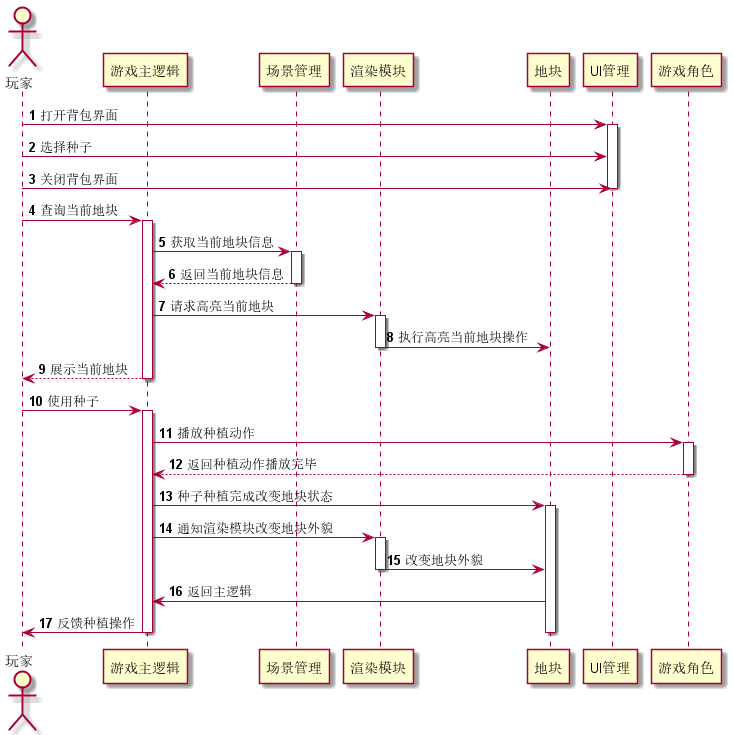 玩家
游戏主逻辑
场景管理
渲染模块
地块
UI管理
游戏角色
1 打开背包界面
2 选择种子
3 关闭背包界面
4 查询当前地块
5 获取当前地块信息
6 返回当前地块信息
7 请求高亮当前地块
8 执行高亮当前地块操作
9 展示当前地块
10 使用种子
11 播放种植动作
12 返回种植动作播放完毕
13 种子种植完成改变地块状态
14 通知渲染模块改变地块外貌
15 改变地块外貌
16 返回主逻辑
17 反馈种植操作
玩家
游戏主逻辑
场景管理
渲染模块
地块
UI管理
游戏角色